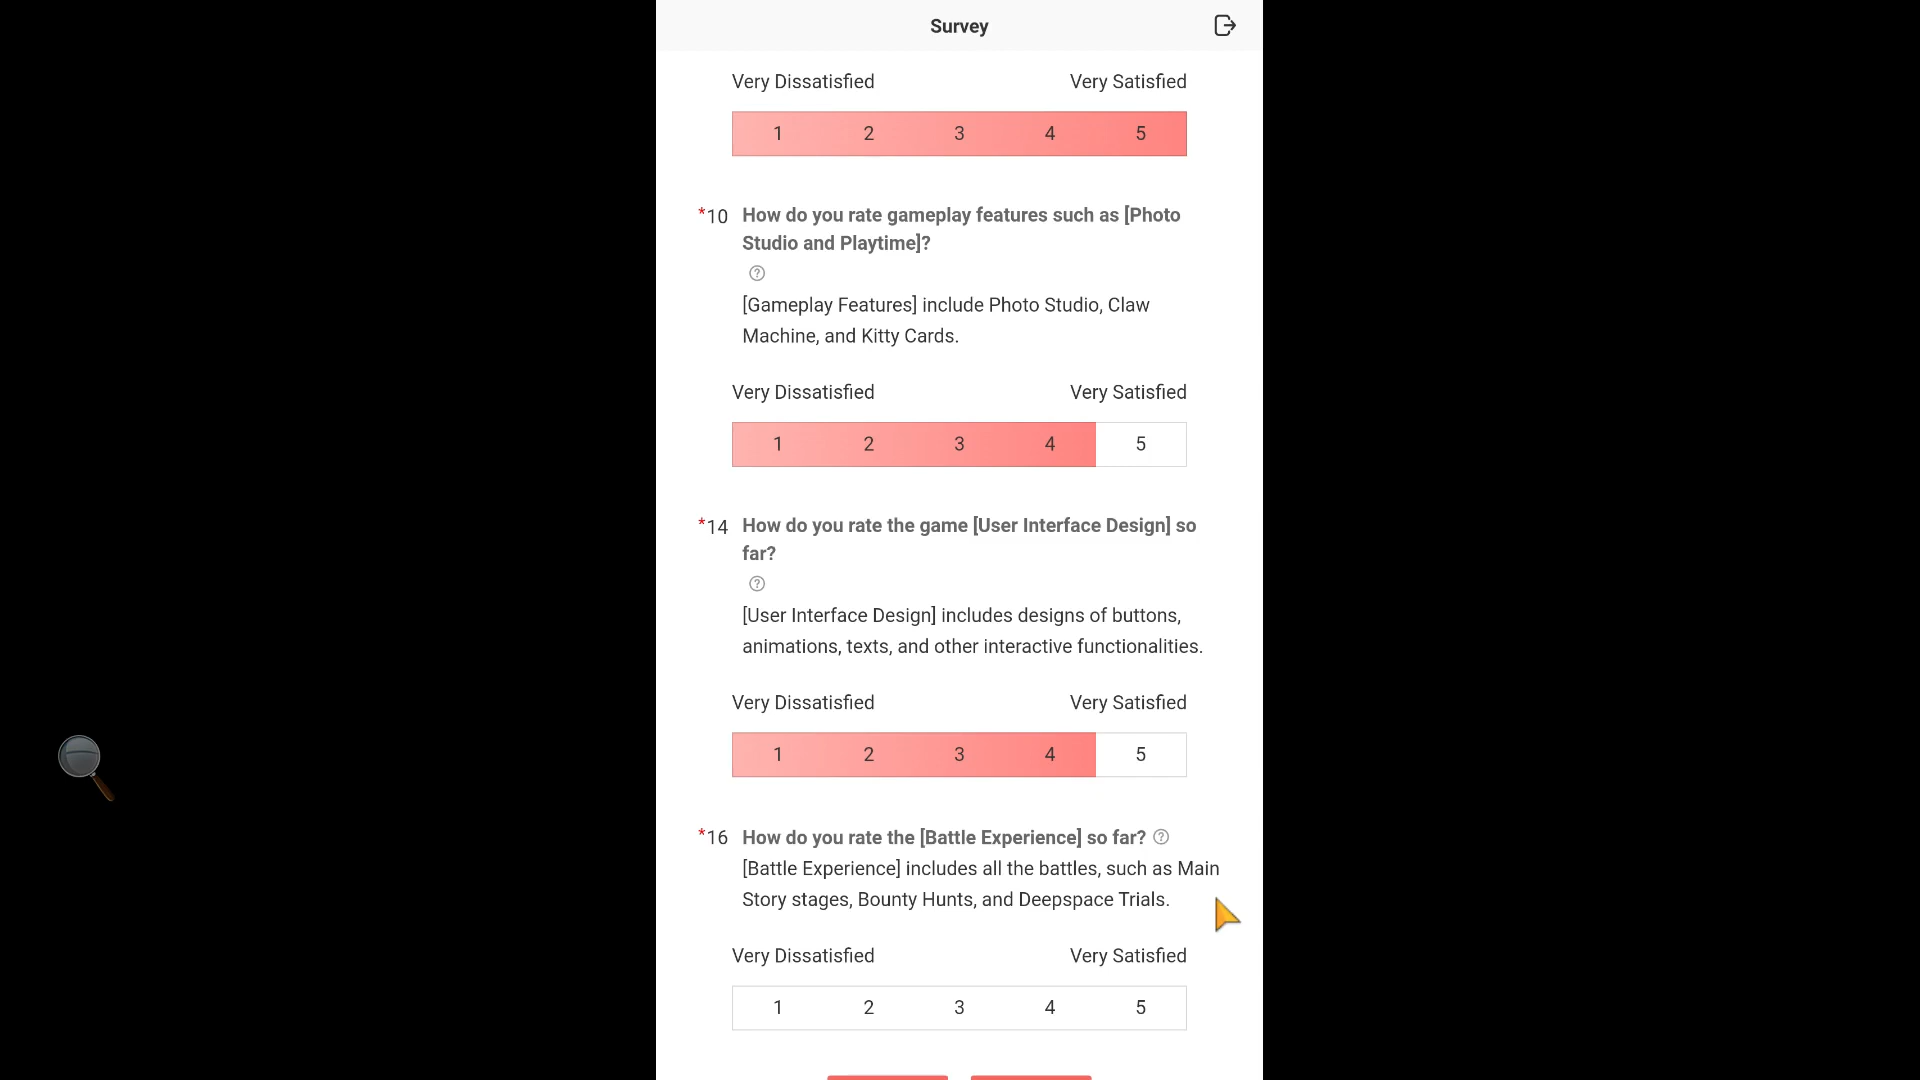 Survey
Very Dissatisfied Very Satisfied
1 2 3 4 5
*10 How do you rate gameplay features such as [Photo
Studio and Playtime]?
[Gameplay Features] include Photo Studio, Claw
Machine, and Kitty Cards.
Very Dissatisfied Very Satisfied
1 2 3 4 5
*14 How do you rate the game [User Interface Design] so
far?
[User Interface Design] includes designs of buttons,
animations, texts, and other interactive functionalities.
Very Dissatisfied Very Satisfied
1 2 3 4 5
*16 How do you rate the [Battle Experience] so far?
[Battle Experience] includes all the battles, such as Main
Story stages, Bounty Hunts, and Deepspace Trials.
Very Dissatisfied Very Satisfied
1 2 3 4 5